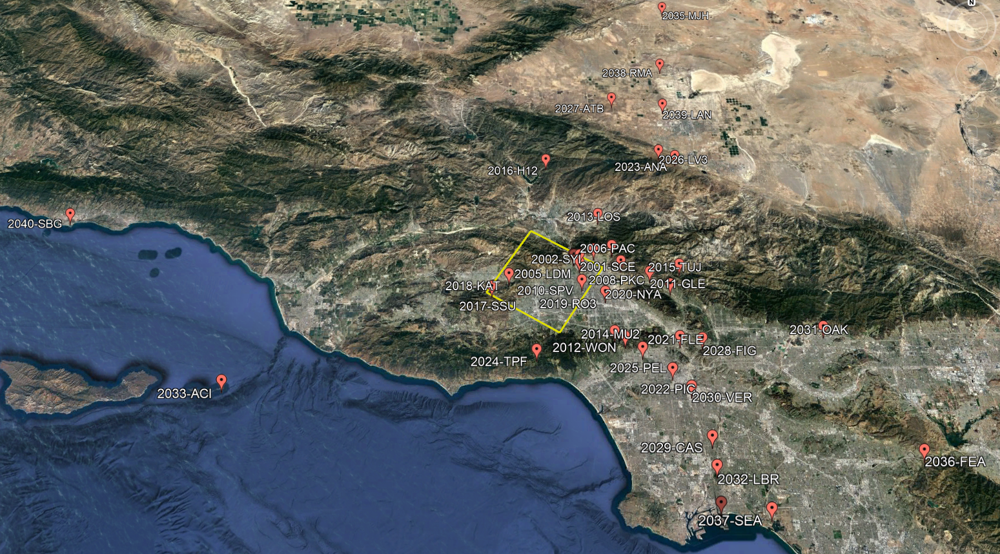 N
2035-MJH
2038-RMA
2027-ATB
2039-LAN
2026-LV3
2023-ANA
2016-H12
2013-LOS
2040-SBG
2006-PAC
2002-SYL
2001-SCE
2015-TUJ
2005-LDM
2008-PKC
2011-GLE
2018-KAT
2010-SPV
2020-NYA
2017-SSU
2019-RO3
2031-OAK
2014-MU2
2021-FLE
2012-WON
2028-FIG
2024-TPF
2025-PEL
2022-PIC
2033-ACI
2030-VER
2029-CAS
2036-FEA
2032-LBR
2037-SEA